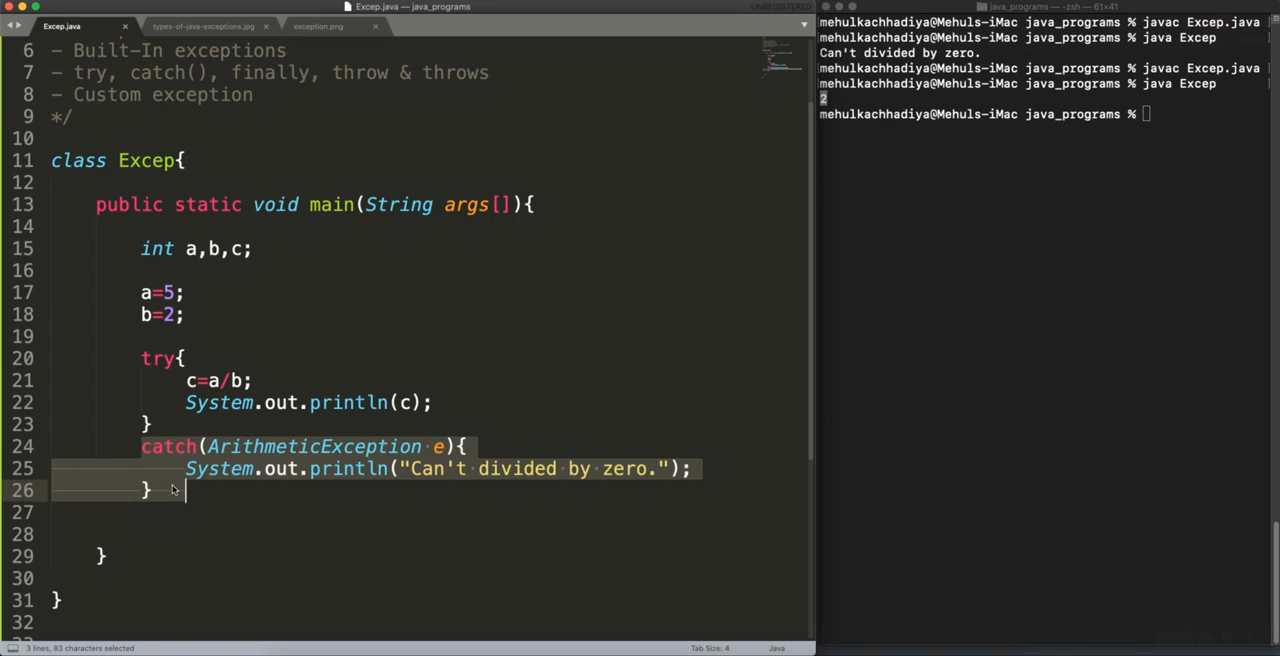 Excep.java — java_programs
UNREGISTERED
Excep.java ×
types-of-java-exceptions.jpg ×
exception.png ×
6 - Built-In exceptions
7 - try, catch(), finally, throw & throws
8 - Custom exception
9 */
10
11 class Excep{
12
13 public static void main(String args[]){
14
15 int a,b,c;
16
17 a=5;
18 b=2;
19
20 try{
21 c=a/b;
22 System.out.println(c);
23 }
24 catch(ArithmeticException e){
25 System.out.println("Can't divided by zero.");
26 }
27
28
29 }
30
31 }
32
3 lines, 83 characters selected
Tab Size: 4
Java
java_programs — -zsh — 61×41
mehulkachhadiya@Mehuls-iMac java_programs % javac Excep.java
mehulkachhadiya@Mehuls-iMac java_programs % java Excep
Can't divided by zero.
mehulkachhadiya@Mehuls-iMac java_programs % javac Excep.java
mehulkachhadiya@Mehuls-iMac java_programs % java Excep
2
mehulkachhadiya@Mehuls-iMac java_programs %